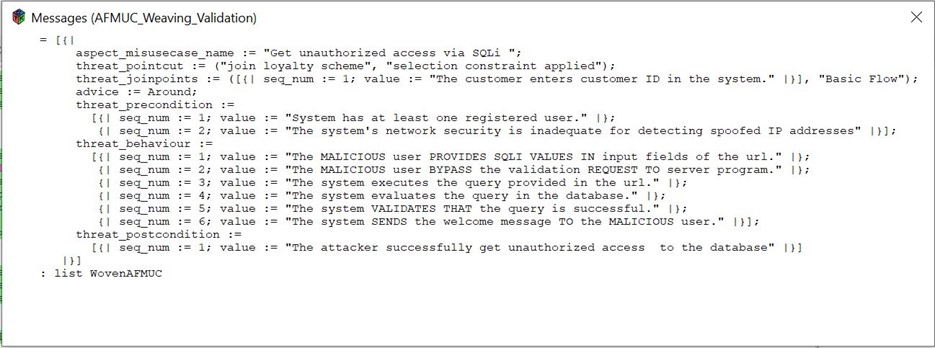 Messages (AFMUC_Weaving_Validation)
= [{|
aspect_misusecase_name := "Get unauthorized access via SQLi ";
threat_pointcut := ("join loyalty scheme", "selection constraint applied");
threat_joinpoints := ([{| seq_num := 1; value := "The customer enters customer ID in the system." |}], "Basic Flow");
advice := Around;
threat_precondition :=
[{| seq_num := 1; value := "System has at least one registered user." |};
{| seq_num := 2; value := "The system's network security is inadequate for detecting spoofed IP addresses" |}];
threat_behaviour :=
[{| seq_num := 1; value := "The MALICIOUS user PROVIDES SQLI VALUES IN input fields of the url." |};
{| seq_num := 2; value := "The MALICIOUS user BYPASS the validation REQUEST TO server program." |};
{| seq_num := 3; value := "The system executes the query provided in the url." |};
{| seq_num := 4; value := "The system evaluates the query in the database." |};
{| seq_num := 5; value := "The system VALIDATES THAT the query is successful." |};
{| seq_num := 6; value := "The system SENDS the welcome message TO the MALICIOUS user." |}];
threat_postcondition :=
[{| seq_num := 1; value := "The attacker successfully get unauthorized access  to the database" |}]
|}]
: list WovenAFMUC